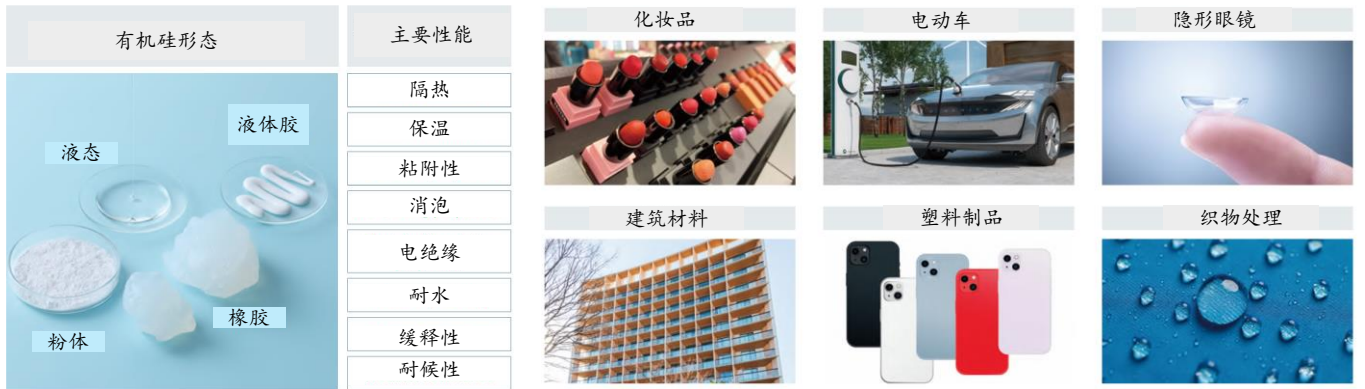 有机硅形态
液态
液体胶
粉体
橡胶
主要性能
隔热
保温
粘附性
消泡
电绝缘
耐水
缓释性
耐候性
化妆品
电动车
隐形眼镜
建筑材料
塑料制品
织物处理